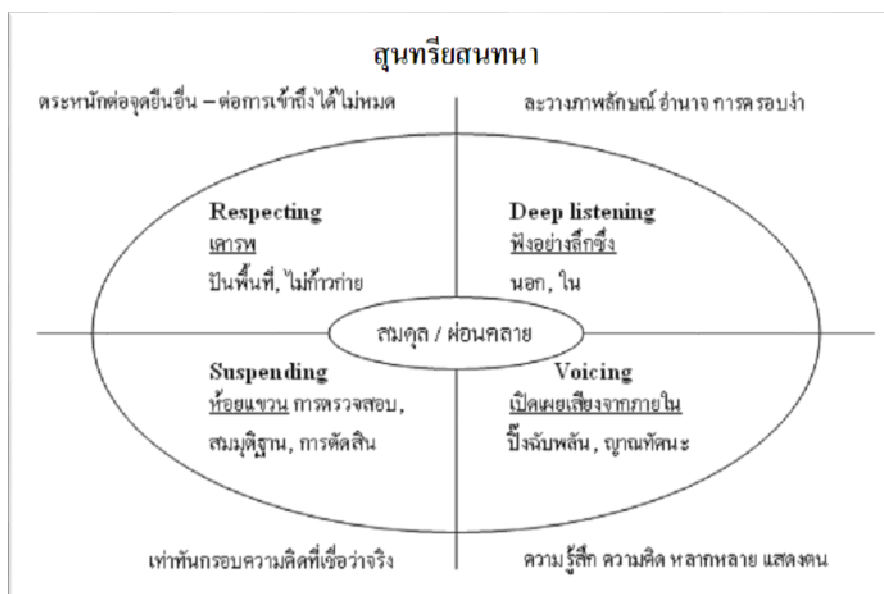 สุนทรียสนทนา
ตระหนักต่อจุดยืนอื่น – ต่อการเข้าถึงได้ไม่หมด
ละวางภาพลักษณ์ อำนาจ การครอบงำ
Respecting
เคารพ
ปันพื้นที่, ไม่ก้าวก่าย
Deep listening
ฟังอย่างลึกซึ้ง
นอก, ใน
สมดุล / ผ่อนคลาย
Suspending
ห้อยแขวน การตรวจสอบ,
สมมุติฐาน, การตัดสิน
Voicing
เปิดเผยเสียงจากภายใน
ปิ๊งฉับพลัน, ญาณทัศนะ
เท่าทันกรอบความคิดที่เชื่อว่าจริง
ความรู้สึก ความคิด หลากหลาย แสดงตน